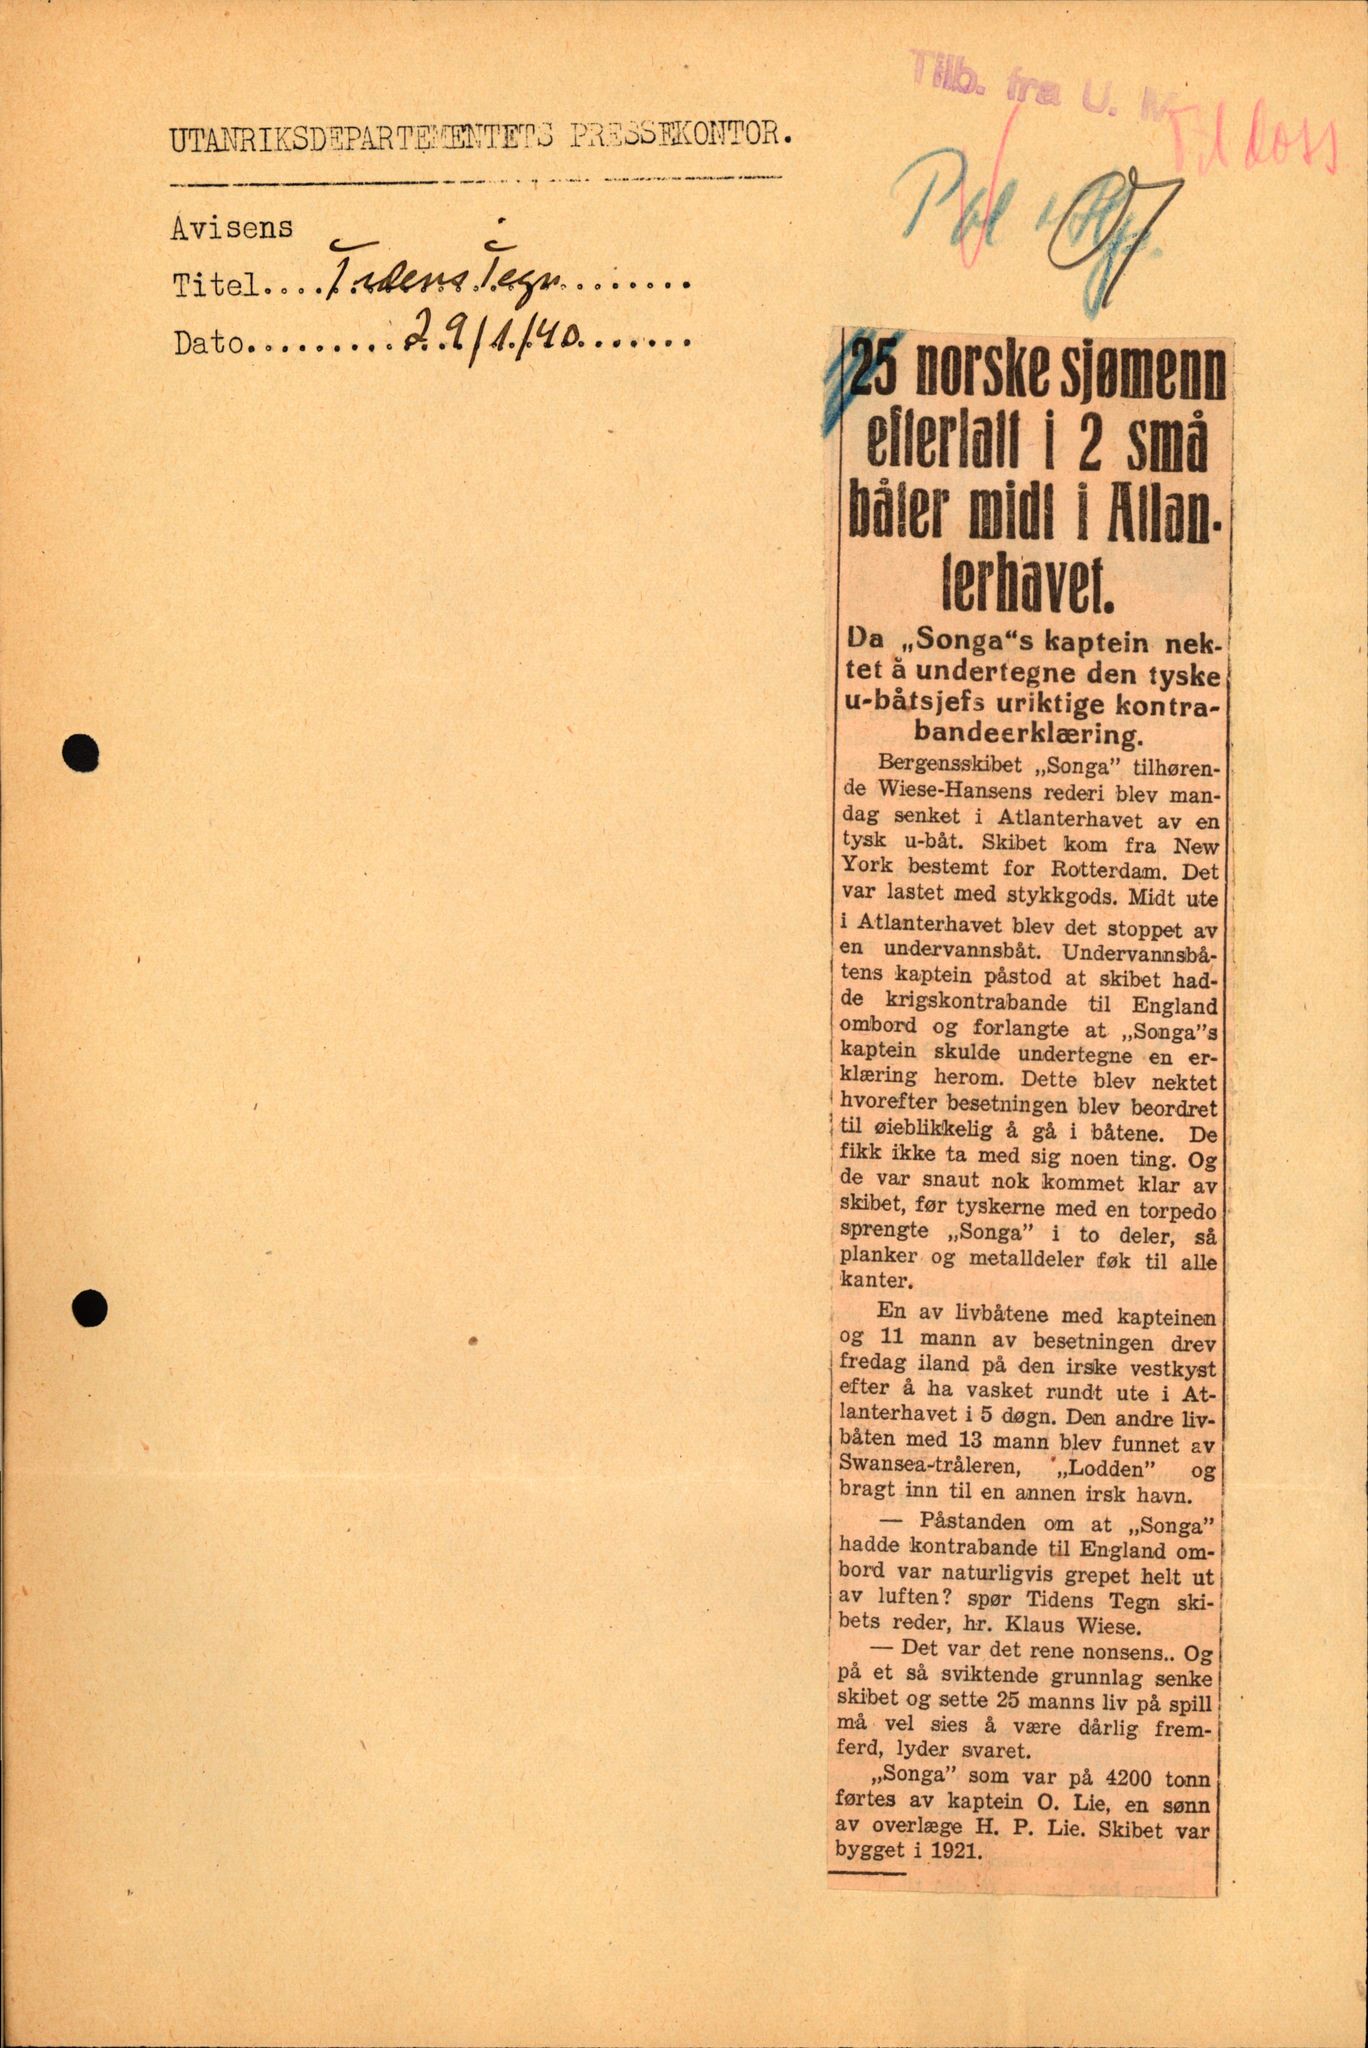 Tilb. fra U.
Til doss
UTANRIKSDEPARTEMENTETS PRESSEKONTOR.
Avisens
Titel.... Tidens Tegn.........
Dato.......... 29/1/40........
25 norske sjømenn
efterlatt i 2 små
båter midt i Atlan-
terhavet.
Da „Songa“s kaptein nek-
tet å undertegne den tyske
u-båtsjefs uriktige kontra-
bandeerklæring.
Bergensskibet „Songa” tilhøren-
de Wiese-Hansens rederi blev man-
dag senket i Atlanterhavet av en
tysk u-båt. Skibet kom fra New
York bestemt for Rotterdam. Det
var lastet med stykkgods. Midt ute
i Atlanterhavet blev det stoppet av
en undervannsbåt. Undervannsbå-
tens kaptein påstod at skibet had-
de krigskontrabande til England
ombord og forlangte at „Songa”s
kaptein skulde undertegne en er-
klæring herom. Dette blev nektet
hvorefter besetningen blev beordret
til øieblikkelig å gå i båtene. De
fikk ikke ta med sig noen ting. Og
de var snaut nok kommet klar av
skibet, før tyskerne med en torpedo
sprengte „Songa” i to deler, så
planker og metalldeler føk til alle
kanter.
En av livbåtene med kapteinen
og 11 mann av besetningen drev
fredag iland på den irske vestkyst
efter å ha vasket rundt ute i At-
lanterhavet i 5 døgn. Den andre liv-
båten med 13 mann blev funnet av
Swansea-tråleren, „Lodden” og
bragt inn til en annen irsk havn.
— Påstanden om at „Songa”
hadde kontrabande til England om-
bord var naturligvis grepet helt ut
av luften? spør Tidens Tegn ski-
bets reder, hr. Klaus Wiese.
— Det var det rene nonsens.. Og
på et så sviktende grunnlag senke
skibet og sette 25 manns liv på spill
må vel sies å være dårlig frem-
ferd, lyder svaret.
„Songa” som var på 4200 tonn
førtes av kaptein O. Lie, en sønn
av overlæge H. P. Lie. Skibet var
bygget i 1921.